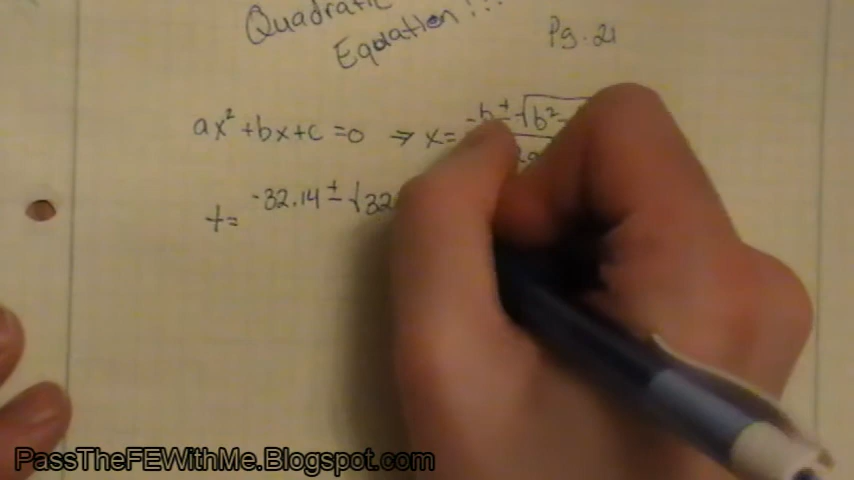 Quadratic
Equation!!!
Pg. 21
ax² + bx + c = 0 ⇒ x = -b ± √b² -
t = -32.14 ± √32
PassTheFEWithMe.Blogspot.com